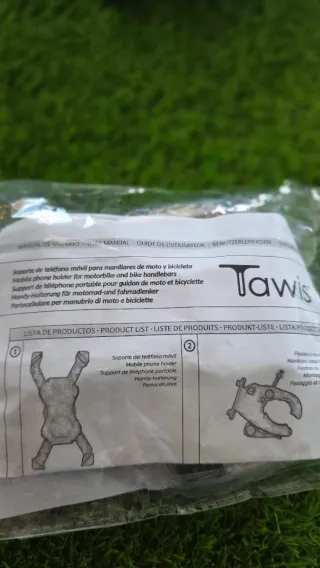 MANUAL DE USUARIO · USER MANUAL · GUIDE DE L'UTILISATEUR · BENUTZERLEITFADEN
Soporte de teléfono móvil para manillares de moto y bicicleta
Mobile phone holder for motorbike and bike handlebars
Support de téléphone portable pour guidon de moto et bicyclette
Handy-Halterung für motorrad-und fahrradlenker
Portacellulare per manubrio di moto e biciclette
Tawis
LISTA DE PRODUCTOS · PRODUCT LIST · LISTE DE PRODUITS · PRODUKT-LISTE · LISTA
1
Soporte de teléfono móvil
Mobile phone holder
Support de téléphone portable
Handy-halterung
Portacellulare
2